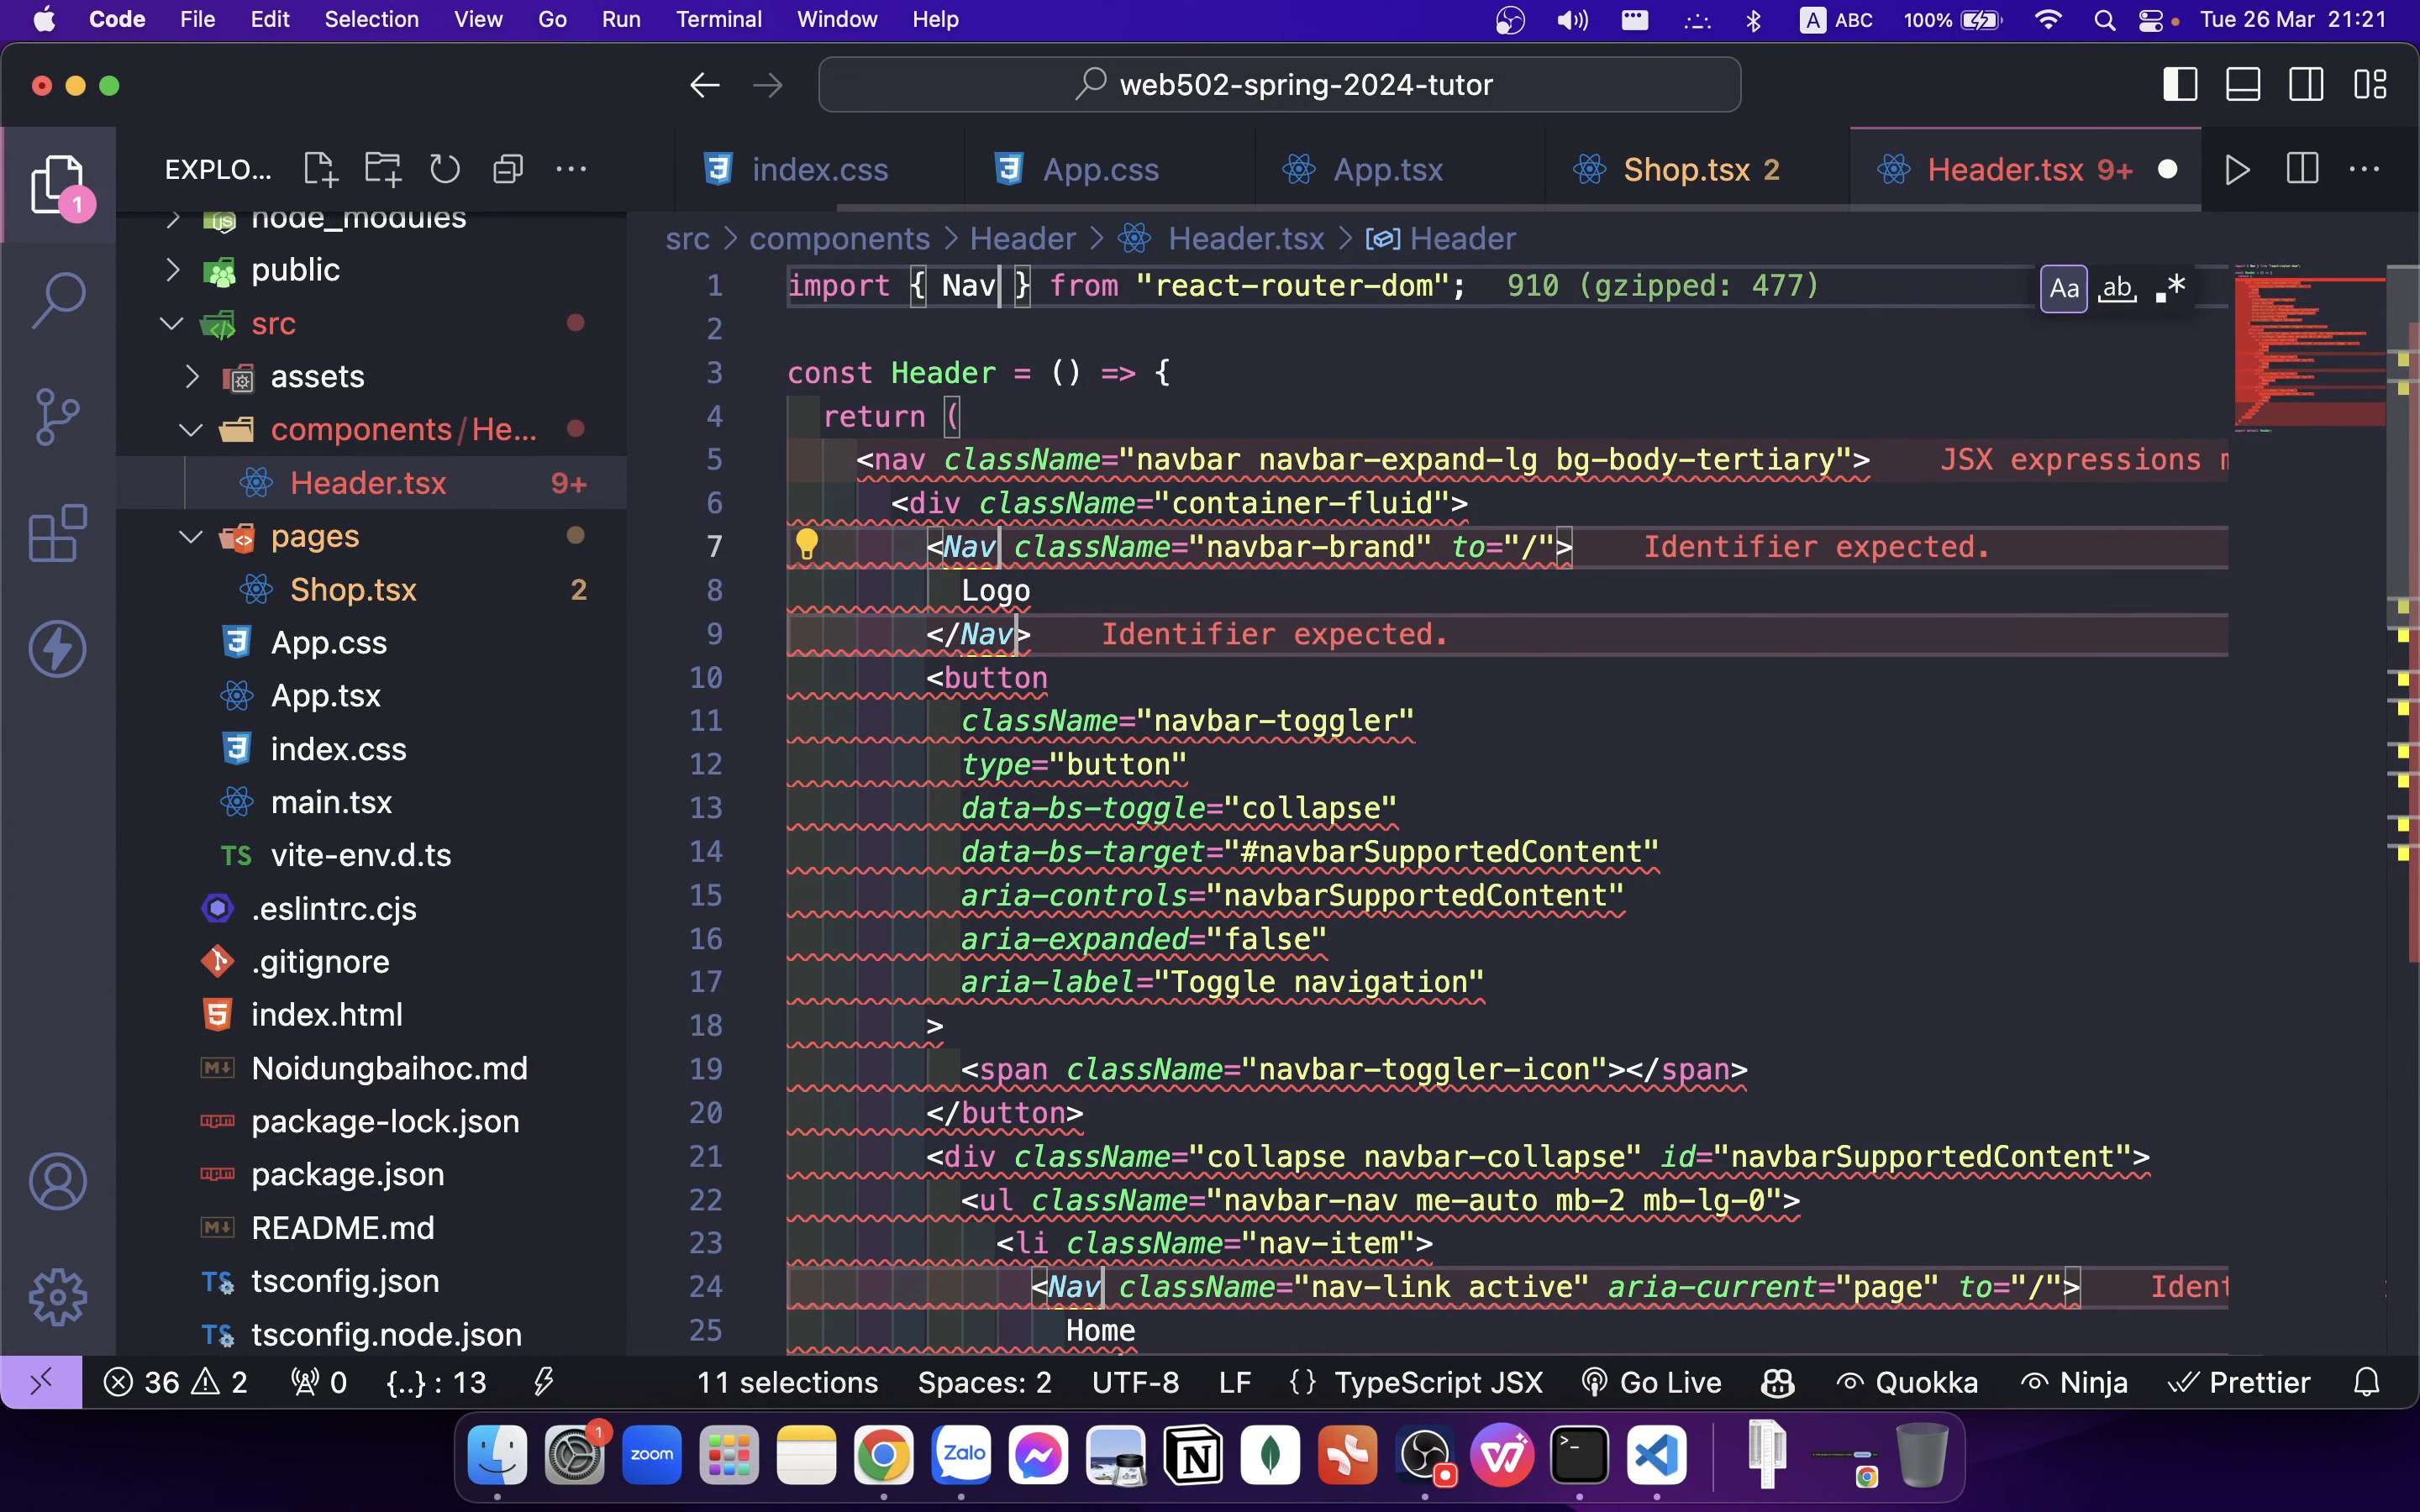 Code File Edit Selection View Go Run Terminal Window Help A ABC 100% Tue 26 Mar 21:21
web502-spring-2024-tutor
EXPLO...
index.css
App.css
App.tsx
Shop.tsx 2
Header.tsx 9+
1
node_modules
public
src
assets
components/He...
Header.tsx 9+
pages
Shop.tsx 2
App.css
App.tsx
index.css
main.tsx
TS vite-env.d.ts
.eslintrc.cjs
.gitignore
index.html
Noidungbaihoc.md
package-lock.json
package.json
README.md
tsconfig.json
tsconfig.node.json
src > components > Header > Header.tsx > Header
Aa ab .*
1 import { Nav } from "react-router-dom"; 910 (gzipped: 477)
2
3 const Header = () => {
4 return (
5 <nav className="navbar navbar-expand-lg bg-body-tertiary"> JSX expressions
6 <div className="container-fluid">
7 <Nav className="navbar-brand" to="/"> Identifier expected.
8 Logo
9 </Nav> Identifier expected.
10 <button
11 className="navbar-toggler"
12 type="button"
13 data-bs-toggle="collapse"
14 data-bs-target="#navbarSupportedContent"
15 aria-controls="navbarSupportedContent"
16 aria-expanded="false"
17 aria-label="Toggle navigation"
18 >
19 <span className="navbar-toggler-icon"></span>
20 </button>
21 <div className="collapse navbar-collapse" id="navbarSupportedContent">
22 <ul className="navbar-nav me-auto mb-2 mb-lg-0">
23 <li className="nav-item">
24 <Nav className="nav-link active" aria-current="page" to="/"> Ident
25 Home
36 2 0 {..} : 13 11 selections Spaces: 2 UTF-8 LF {} TypeScript JSX Go Live Quokka Ninja Prettier
1
zoom
Zalo